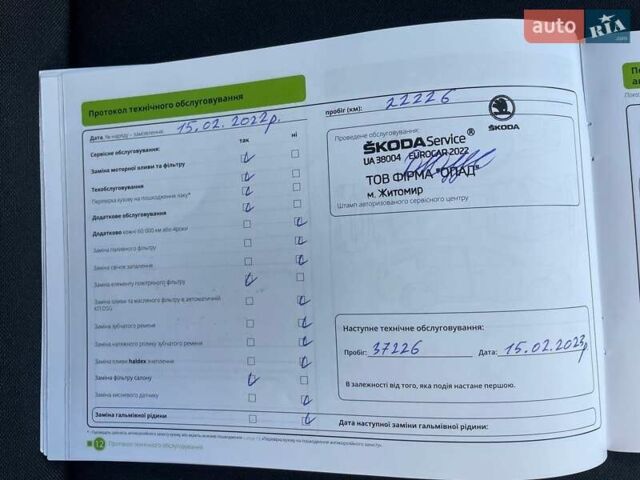 auto RIA.com
Протокол технічного обслуговування
Дата, № наряду - замовлення: 15.02.2022р.
пробіг (км): 22226
так ні
Сервісне обслуговування:
Заміна моторної оливи та фільтру
Техобслуговування
Перевірка кузову на пошкодження лаку*
Додаткове обслуговування
Додатково кожні 60 000 км або 4роки
Заміна паливного фільтру
Заміна свічок запалення
Заміна елементу повітряного фільтру
Заміна оливи та масляного фільтру в автоматичній КП DSG
Заміна зубчатого ременя
Заміна натяжного ролику зубчатого ременя
Заміна оливи haldex зчеплення
Заміна фільтру салону
Заміна кисневого датчику
Заміна гальмівної рідини
ŠKODA
Проведене обслуговування:
ŠKODA Service®
UA 38004 EUROCAR 2022
ТОВ ФІРМА "ОПАД"
м. Житомир
Штамп авторизованого сервісного центру
Наступне технічне обслуговування:
Пробіг: 37226 Дата: 15.02.2023р
В залежності від того, яка подія настане першою.
Дата наступної заміни гальмівної рідини:
12 Протокол технічного обслуговування